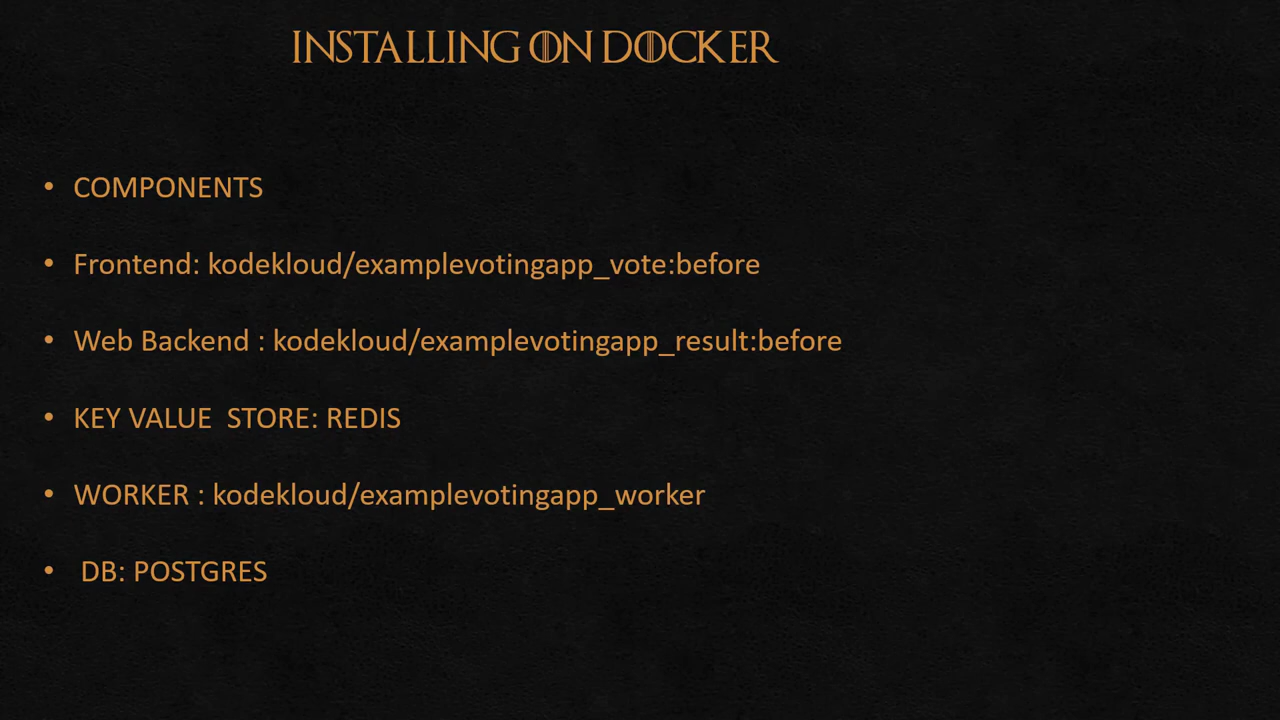 INSTALLING ON DOCKER
• COMPONENTS
• Frontend: kodekloud/examplevotingapp_vote:before
• Web Backend : kodekloud/examplevotingapp_result:before
• KEY VALUE  STORE: REDIS
• WORKER : kodekloud/examplevotingapp_worker
• DB: POSTGRES